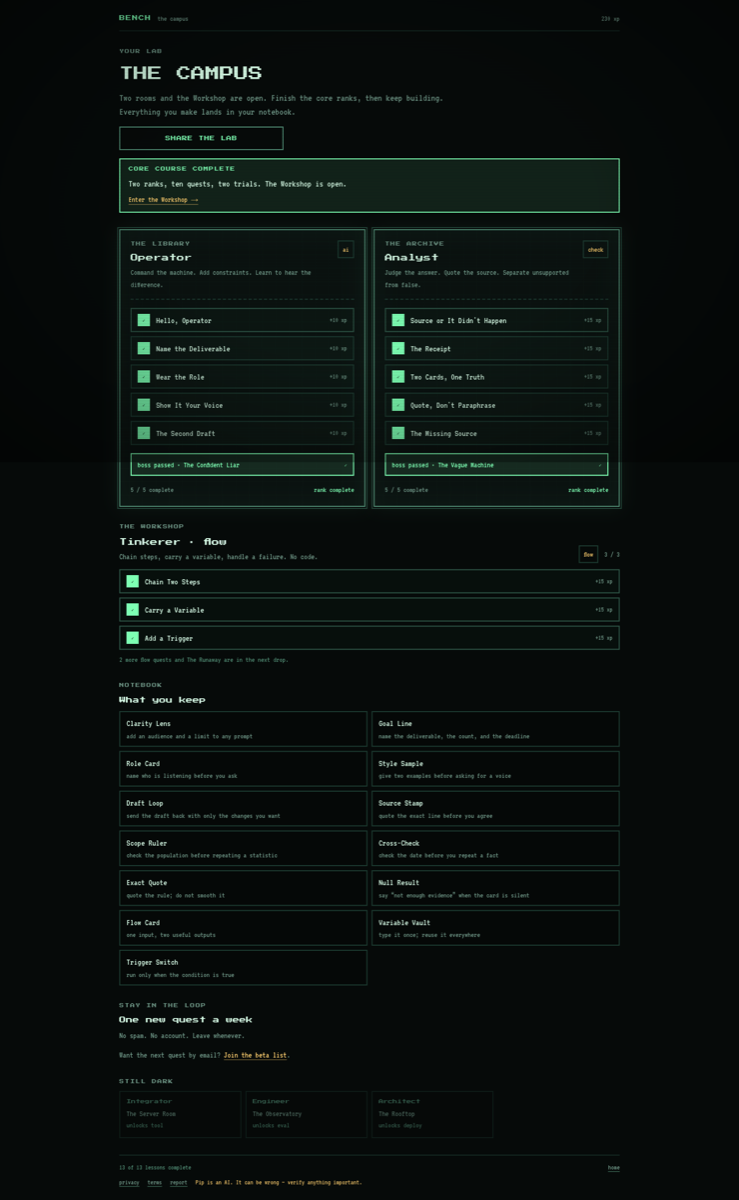 BENCH the campus
230 xp
YOUR LAB
THE CAMPUS
Two rooms and the Workshop are open. Finish the core ranks, then keep building.
Everything you make lands in your notebook.
SHARE THE LAB
CORE COURSE COMPLETE
Two ranks, ten quests, two trials. The Workshop is open.
Enter the Workshop →
THE LIBRARY
ai
Operator
Command the machine. Add constraints. Learn to hear the
difference.
Hello, Operator +10 xp
Name the Deliverable +10 xp
Wear the Role +10 xp
Show It Your Voice +10 xp
The Second Draft +10 xp
boss passed · The Confident Liar ✓
5 / 5 complete rank complete
THE ARCHIVE
check
Analyst
Judge the answer. Quote the source. Separate unsupported
from false.
Source or It Didn't Happen +15 xp
The Receipt +15 xp
Two Cards, One Truth +15 xp
Quote, Don't Paraphrase +15 xp
The Missing Source +15 xp
boss passed · The Vague Machine ✓
5 / 5 complete rank complete
THE WORKSHOP
Tinkerer · flow
Chain steps, carry a variable, handle a failure. No code.
flow 3 / 3
Chain Two Steps +15 xp
Carry a Variable +15 xp
Add a Trigger +15 xp
2 more flow quests and The Runaway are in the next drop.
NOTEBOOK
What you keep
Clarity Lens
add an audience and a limit to any prompt
Goal Line
name the deliverable, the count, and the deadline
Role Card
name who is listening before you ask
Style Sample
give two examples before asking for a voice
Draft Loop
send the draft back with only the changes you want
Source Stamp
quote the exact line before you agree
Scope Ruler
check the population before repeating a statistic
Cross-Check
check the date before you repeat a fact
Exact Quote
quote the rule; do not smooth it
Null Result
say "not enough evidence" when the card is silent
Flow Card
one input, two useful outputs
Variable Vault
type it once; reuse it everywhere
Trigger Switch
run only when the condition is true
STAY IN THE LOOP
One new quest a week
No spam. No account. Leave whenever.
Want the next quest by email? Join the beta list.
STILL DARK
Integrator
The Server Room
unlocks tool
Engineer
The Observatory
unlocks eval
Architect
The Rooftop
unlocks deploy
13 of 13 lessons complete
home
privacy terms report Pip is an AI. It can be wrong — verify anything important.